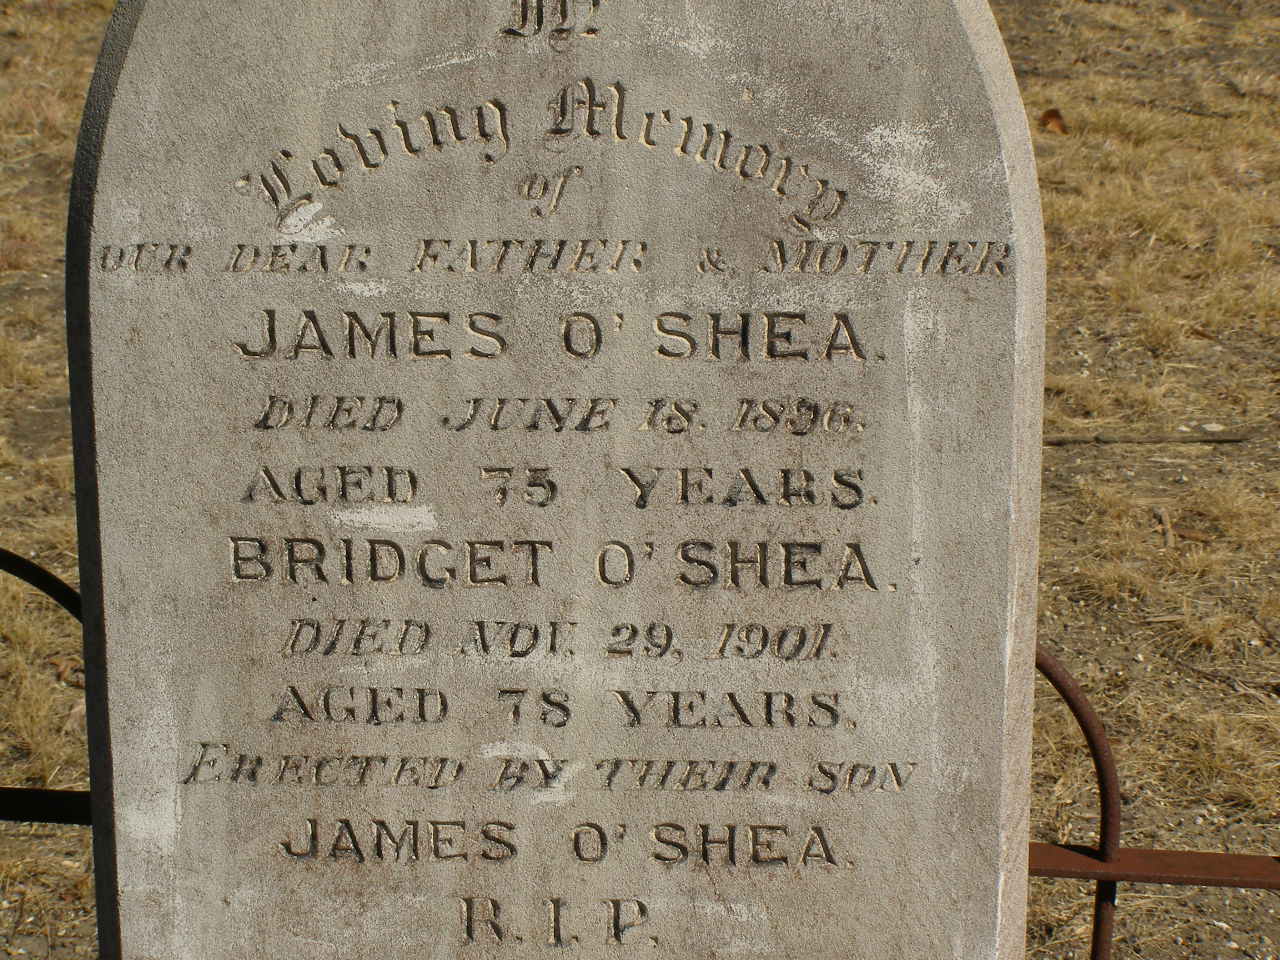 In
Loving Memory
of
OUR DEAR FATHER & MOTHER
JAMES O'SHEA.
DIED JUNE 18. 1896.
AGED 75 YEARS.
BRIDGET O'SHEA.
DIED NOV. 29, 1901.
AGED 78 YEARS.
ERECTED BY THEIR SON
JAMES O'SHEA.
R.I.P.